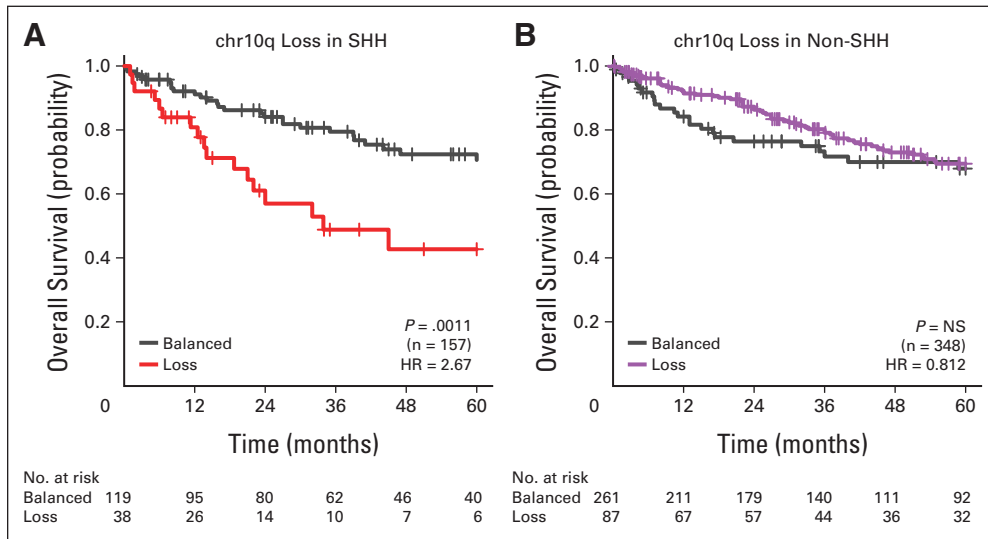 A
chr10q Loss in SHH
Overall Survival (probability)
1.0
0.8
0.6
0.4
0.2
0
12
24
36
48
60
Time (months)
Balanced
Loss
P = .0011
(n = 157)
HR = 2.67
No. at risk
Balanced 119 95 80 62 46 40
Loss 38 26 14 10 7 6
B
chr10q Loss in Non-SHH
Overall Survival (probability)
1.0
0.8
0.6
0.4
0.2
0
12
24
36
48
60
Time (months)
Balanced
Loss
P = NS
(n = 348)
HR = 0.812
No. at risk
Balanced 261 211 179 140 111 92
Loss 87 67 57 44 36 32